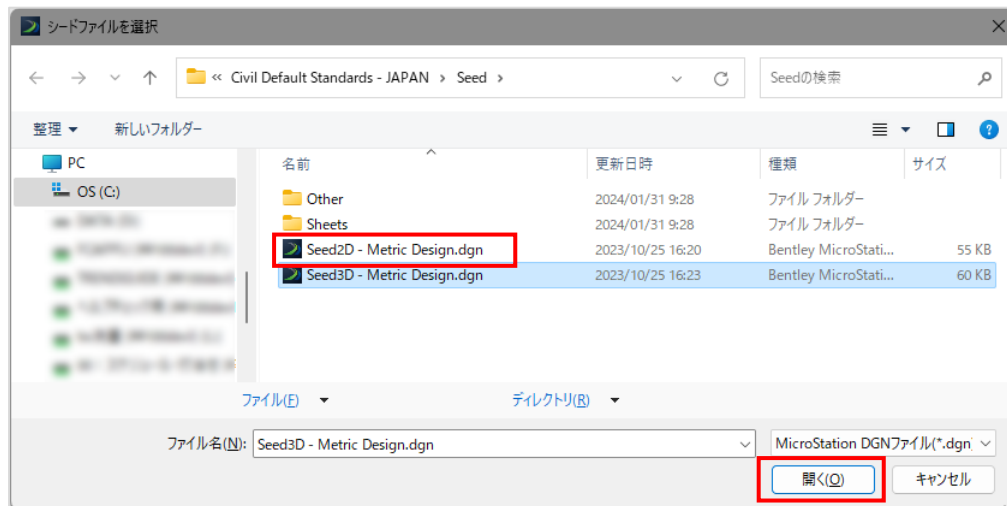 シードファイルを選択
« Civil Default Standards - JAPAN › Seed ›
Seedの検索
整理
新しいフォルダー
PC
OS (C:)
名前
更新日時
種類
サイズ
Other
2024/01/31 9:28
ファイル フォルダー
Sheets
2024/01/31 9:28
ファイル フォルダー
Seed2D - Metric Design.dgn
2023/10/25 16:20
Bentley MicroStati...
55 KB
Seed3D - Metric Design.dgn
2023/10/25 16:23
Bentley MicroStati...
60 KB
ファイル(F)
ディレクトリ(R)
ファイル名(N):
Seed3D - Metric Design.dgn
MicroStation DGNファイル(*.dgn
開く(O)
キャンセル